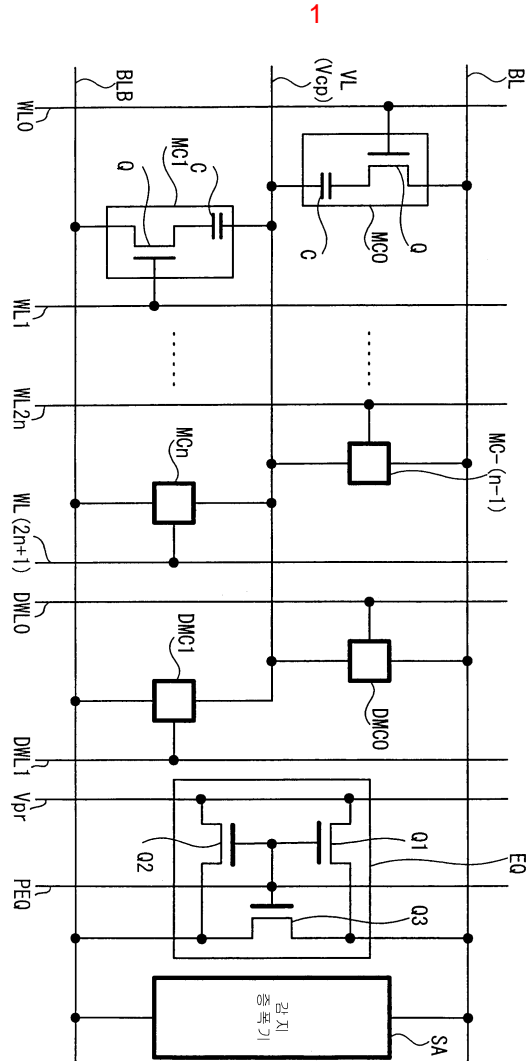 1
BL
VL
(Vcp)
BLB
WL0
MC0
Q
C
MC1
Q
C
WL1
WL2n
MC-(n-1)
MCn
WL(2n+1)
DWL0
DMC0
DMC1
DWL1
Vpr
EQ
Q1
Q2
PEQ
Q3
감지
증폭기
SA